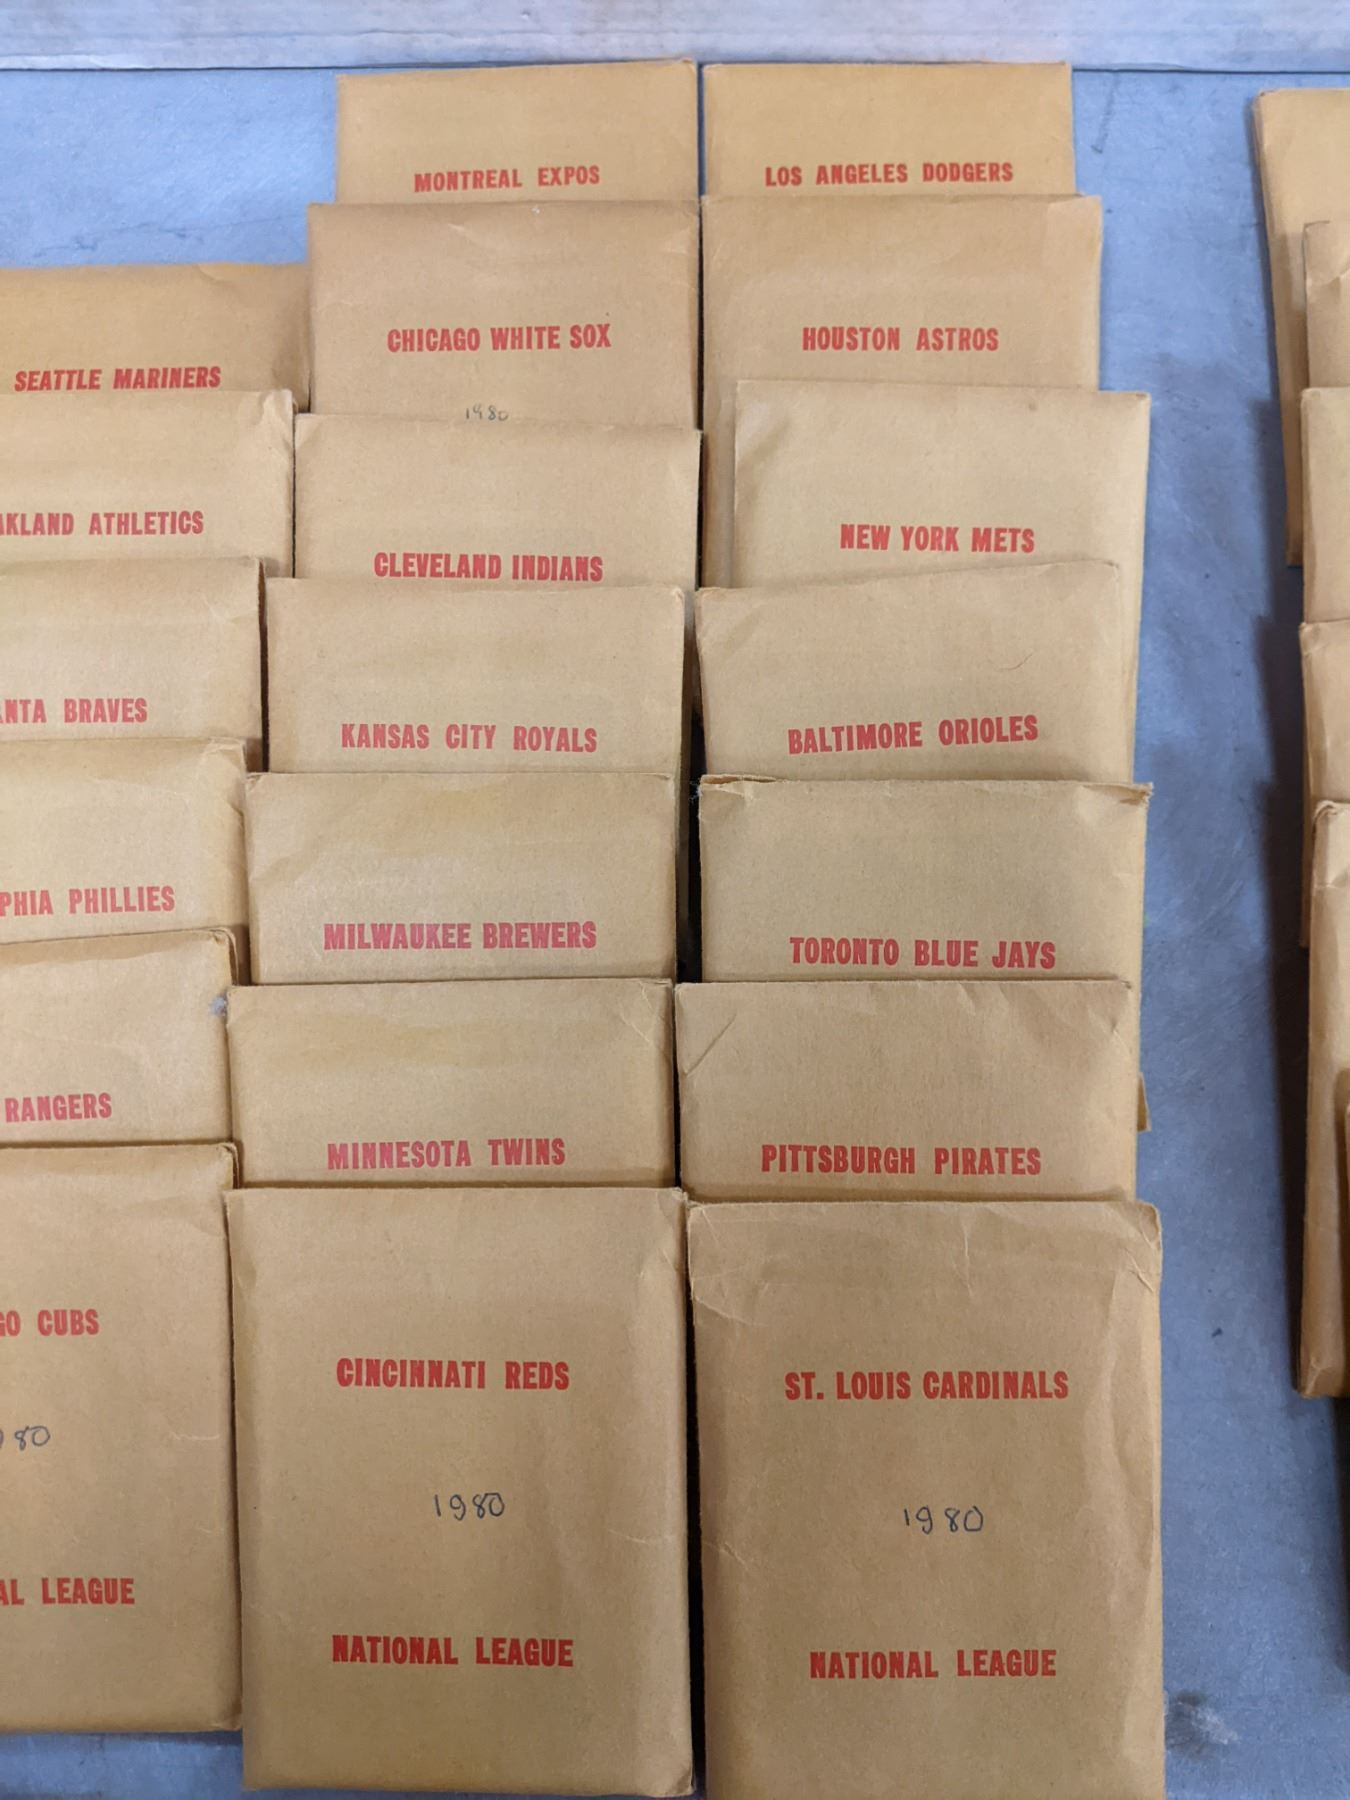 SEATTLE MARINERS
AKLAND ATHLETICS
NTA BRAVES
PHIA PHILLIES
RANGERS
GO CUBS
980
AL LEAGUE
MONTREAL EXPOS
CHICAGO WHITE SOX
1980
CLEVELAND INDIANS
KANSAS CITY ROYALS
MILWAUKEE BREWERS
MINNESOTA TWINS
CINCINNATI REDS
1980
NATIONAL LEAGUE
LOS ANGELES DODGERS
HOUSTON ASTROS
NEW YORK METS
BALTIMORE ORIOLES
TORONTO BLUE JAYS
PITTSBURGH PIRATES
ST. LOUIS CARDINALS
1980
NATIONAL LEAGUE